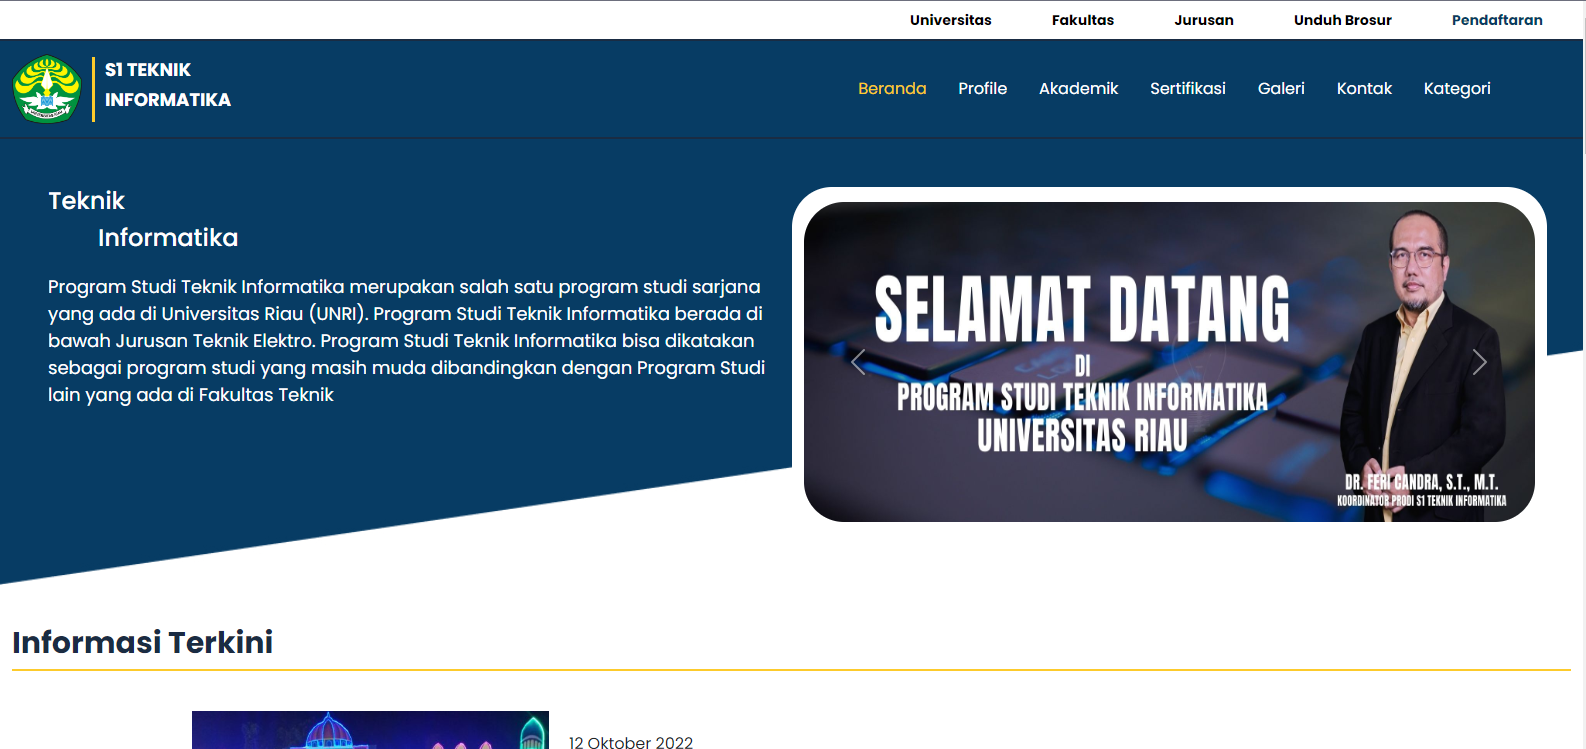 Universitas Fakultas Jurusan Unduh Brosur Pendaftaran
S1 TEKNIK
INFORMATIKA
Beranda Profile Akademik Sertifikasi Galeri Kontak Kategori
Teknik
Informatika
Program Studi Teknik Informatika merupakan salah satu program studi sarjana
yang ada di Universitas Riau (UNRI). Program Studi Teknik Informatika berada di
bawah Jurusan Teknik Elektro. Program Studi Teknik Informatika bisa dikatakan
sebagai program studi yang masih muda dibandingkan dengan Program Studi
lain yang ada di Fakultas Teknik
SELAMAT DATANG
DI
PROGRAM STUDI TEKNIK INFORMATIKA
UNIVERSITAS RIAU
DR. FERI CANDRA, S.T., M.T.
KOORDINATOR PRODI S1 TEKNIK INFORMATIKA
Informasi Terkini
12 Oktober 2022